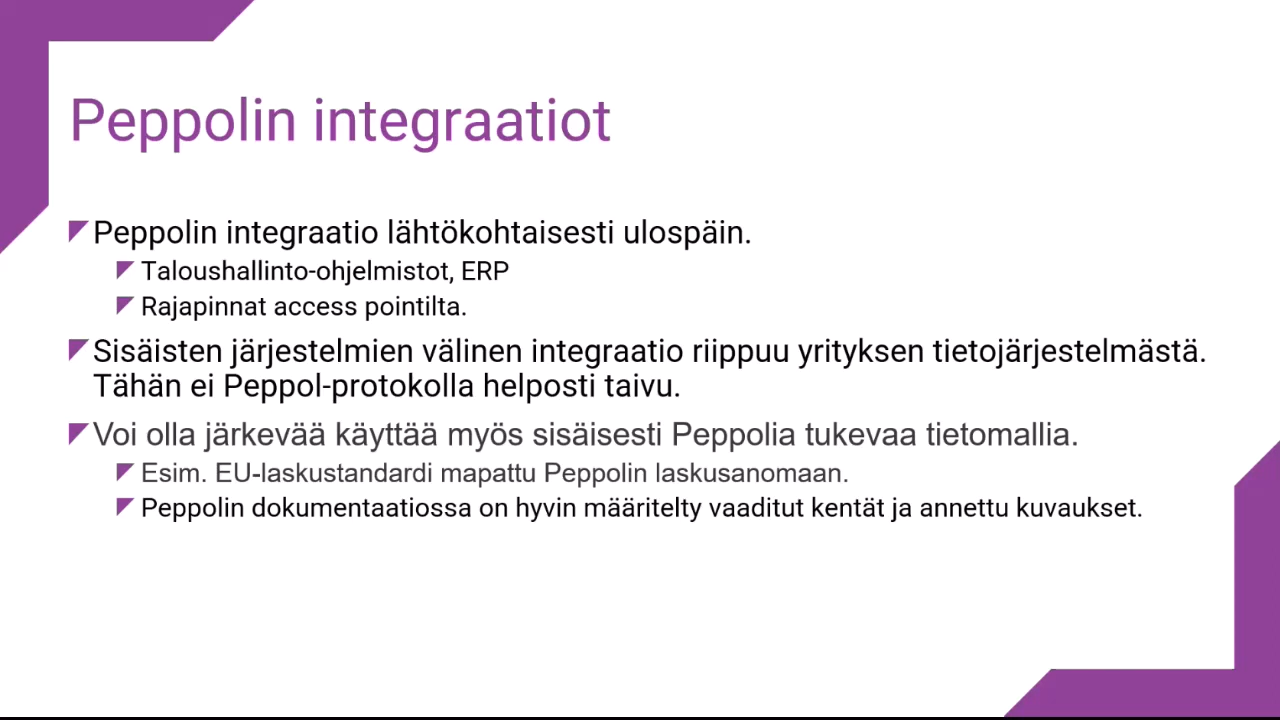 Peppolin integraatiot
Peppolin integraatio lähtökohtaisesti ulospäin.
Taloushallinto-ohjelmistot, ERP
Rajapinnat access pointilta.
Sisäisten järjestelmien välinen integraatio riippuu yrityksen tietojärjestelmästä.
Tähän ei Peppol-protokolla helposti taivu.
Voi olla järkevää käyttää myös sisäisesti Peppolia tukevaa tietomallia.
Esim. EU-laskustandardi mapattu Peppolin laskusanomaan.
Peppolin dokumentaatiossa on hyvin määritelty vaaditut kentät ja annettu kuvaukset.